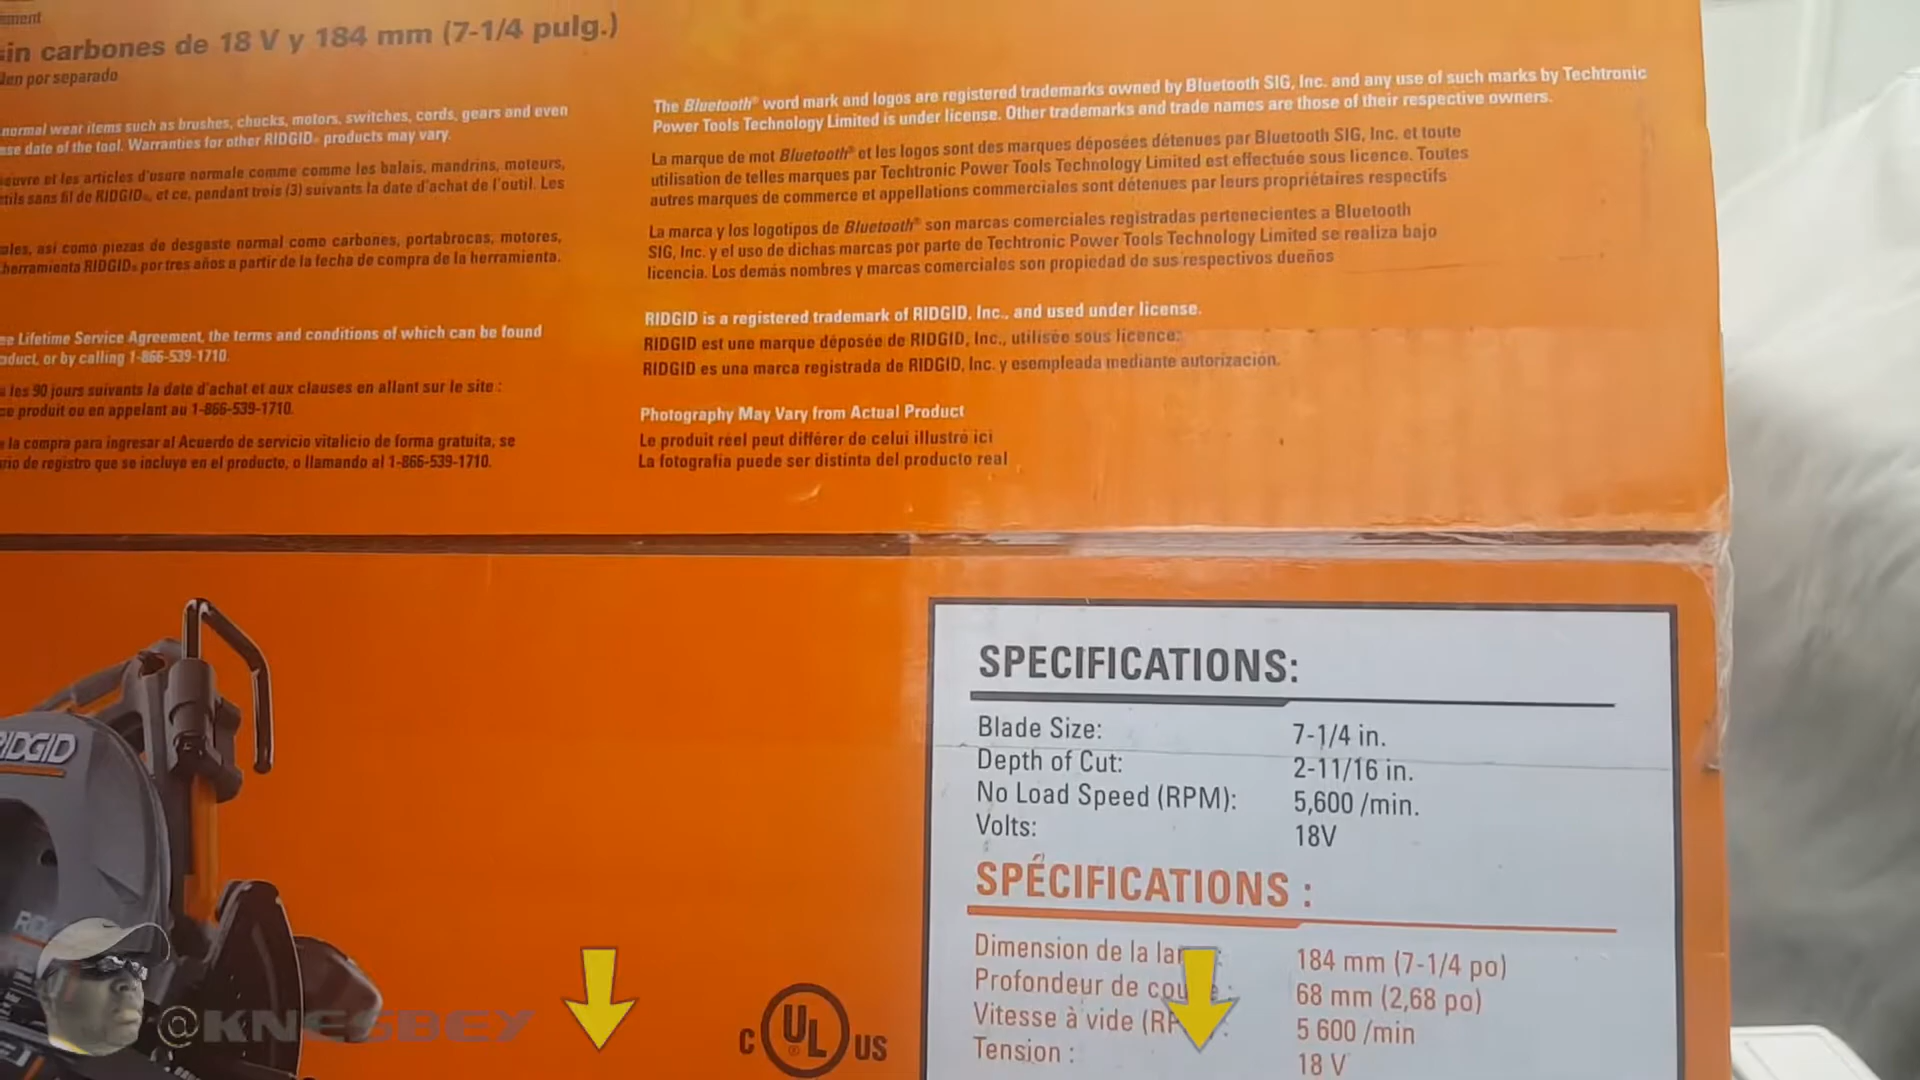 sin carbones de 18 V y 184 mm (7-1/4 pulg.)
por separado
normal wear items such as brushes, chucks, motors, switches, cords, gears and even
date of the tool. Warranties for other RIDGID® products may vary.
et les articles d'usure normale comme comme les balais, mandrins, moteurs,
sans fil de RIDGID®, et ce, pendant trois (3) suivants la date d'achat de l'outil. Les
así como piezas de desgaste normal como carbones, portabrocas, motores,
herramienta RIDGID® por tres años a partir de la fecha de compra de la herramienta.
Lifetime Service Agreement, the terms and conditions of which can be found
or by calling 1-866-539-1710.
les 90 jours suivants la date d'achat et aux clauses en allant sur le site :
ce produit ou en appelant au 1-866-539-1710.
la compra para ingresar al Acuerdo de servicio vitalicio de forma gratuita, se
de registro que se incluye en el producto, o llamando al 1-866-539-1710.
The Bluetooth® word mark and logos are registered trademarks owned by Bluetooth SIG, Inc. and any use of such marks by Techtronic
Power Tools Technology Limited is under license. Other trademarks and trade names are those of their respective owners.
La marque de mot Bluetooth® et les logos sont des marques déposées détenues par Bluetooth SIG, Inc. et toute
utilisation de telles marques par Techtronic Power Tools Technology Limited est effectuée sous licence. Toutes
autres marques de commerce et appellations commerciales sont détenues par leurs propriétaires respectifs
La marca y los logotipos de Bluetooth® son marcas comerciales registradas pertenecientes a Bluetooth
SIG, Inc. y el uso de dichas marcas por parte de Techtronic Power Tools Technology Limited se realiza bajo
licencia. Los demás nombres y marcas comerciales son propiedad de sus respectivos dueños
RIDGID is a registered trademark of RIDGID, Inc., and used under license.
RIDGID est une marque déposée de RIDGID, Inc., utilisée sous licence.
RIDGID es una marca registrada de RIDGID, Inc. y esempleada mediante autorización.
Photography May Vary from Actual Product
Le produit réel peut différer de celui illustré ici
La fotografía puede ser distinta del producto real
RIDGID
SPECIFICATIONS:
Blade Size: 7-1/4 in.
Depth of Cut: 2-11/16 in.
No Load Speed (RPM): 5,600 /min.
Volts: 18V
SPÉCIFICATIONS :
Dimension de la 184 mm (7-1/4 po)
Profondeur de 68 mm (2,68 po)
Vitesse à vide 5 600 /min
Tension : 18 V
C UL® US
@KNESBEY